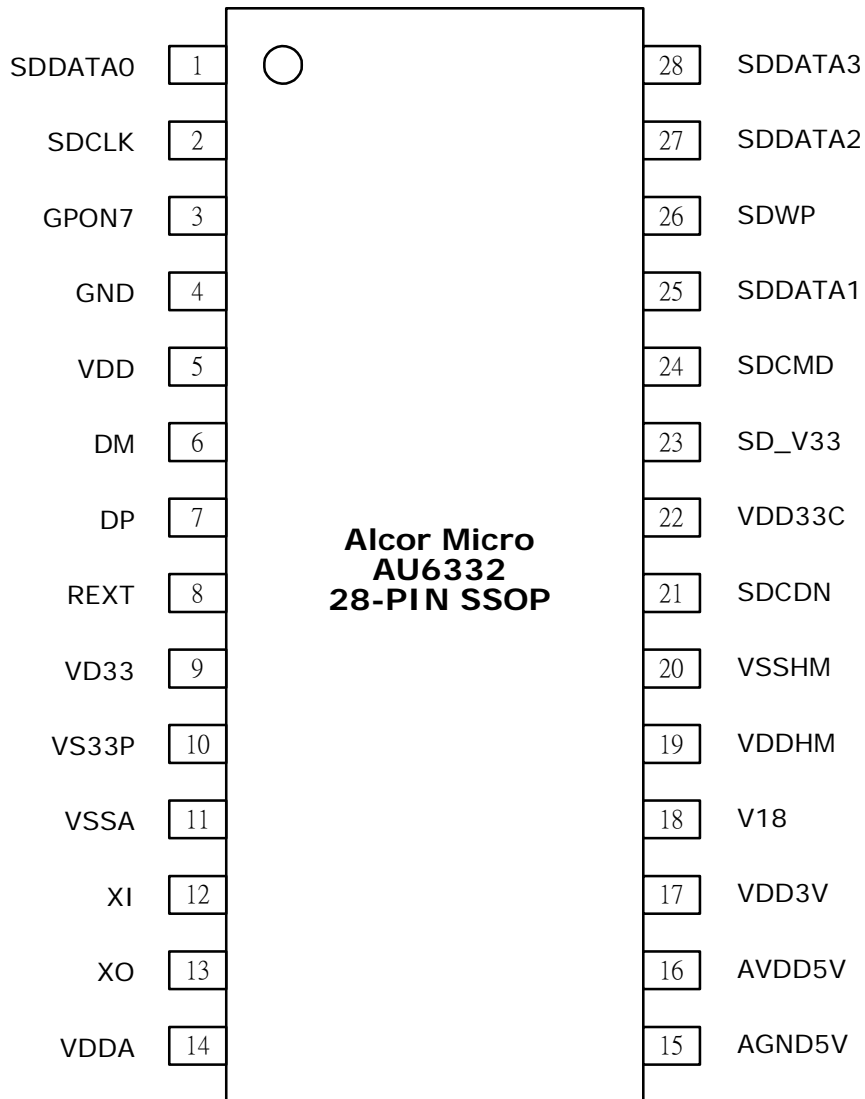 SDDATA0 1 28 SDDATA3
SDCLK 2 27 SDDATA2
GPON7 3 26 SDWP
GND 4 25 SDDATA1
VDD 5 24 SDCMD
DM 6 23 SD_V33
DP 7 22 VDD33C
Alcor Micro
AU6332
28-PIN SSOP
REXT 8 21 SDCDN
VD33 9 20 VSSHM
VS33P 10 19 VDDHM
VSSA 11 18 V18
XI 12 17 VDD3V
XO 13 16 AVDD5V
VDDA 14 15 AGND5V